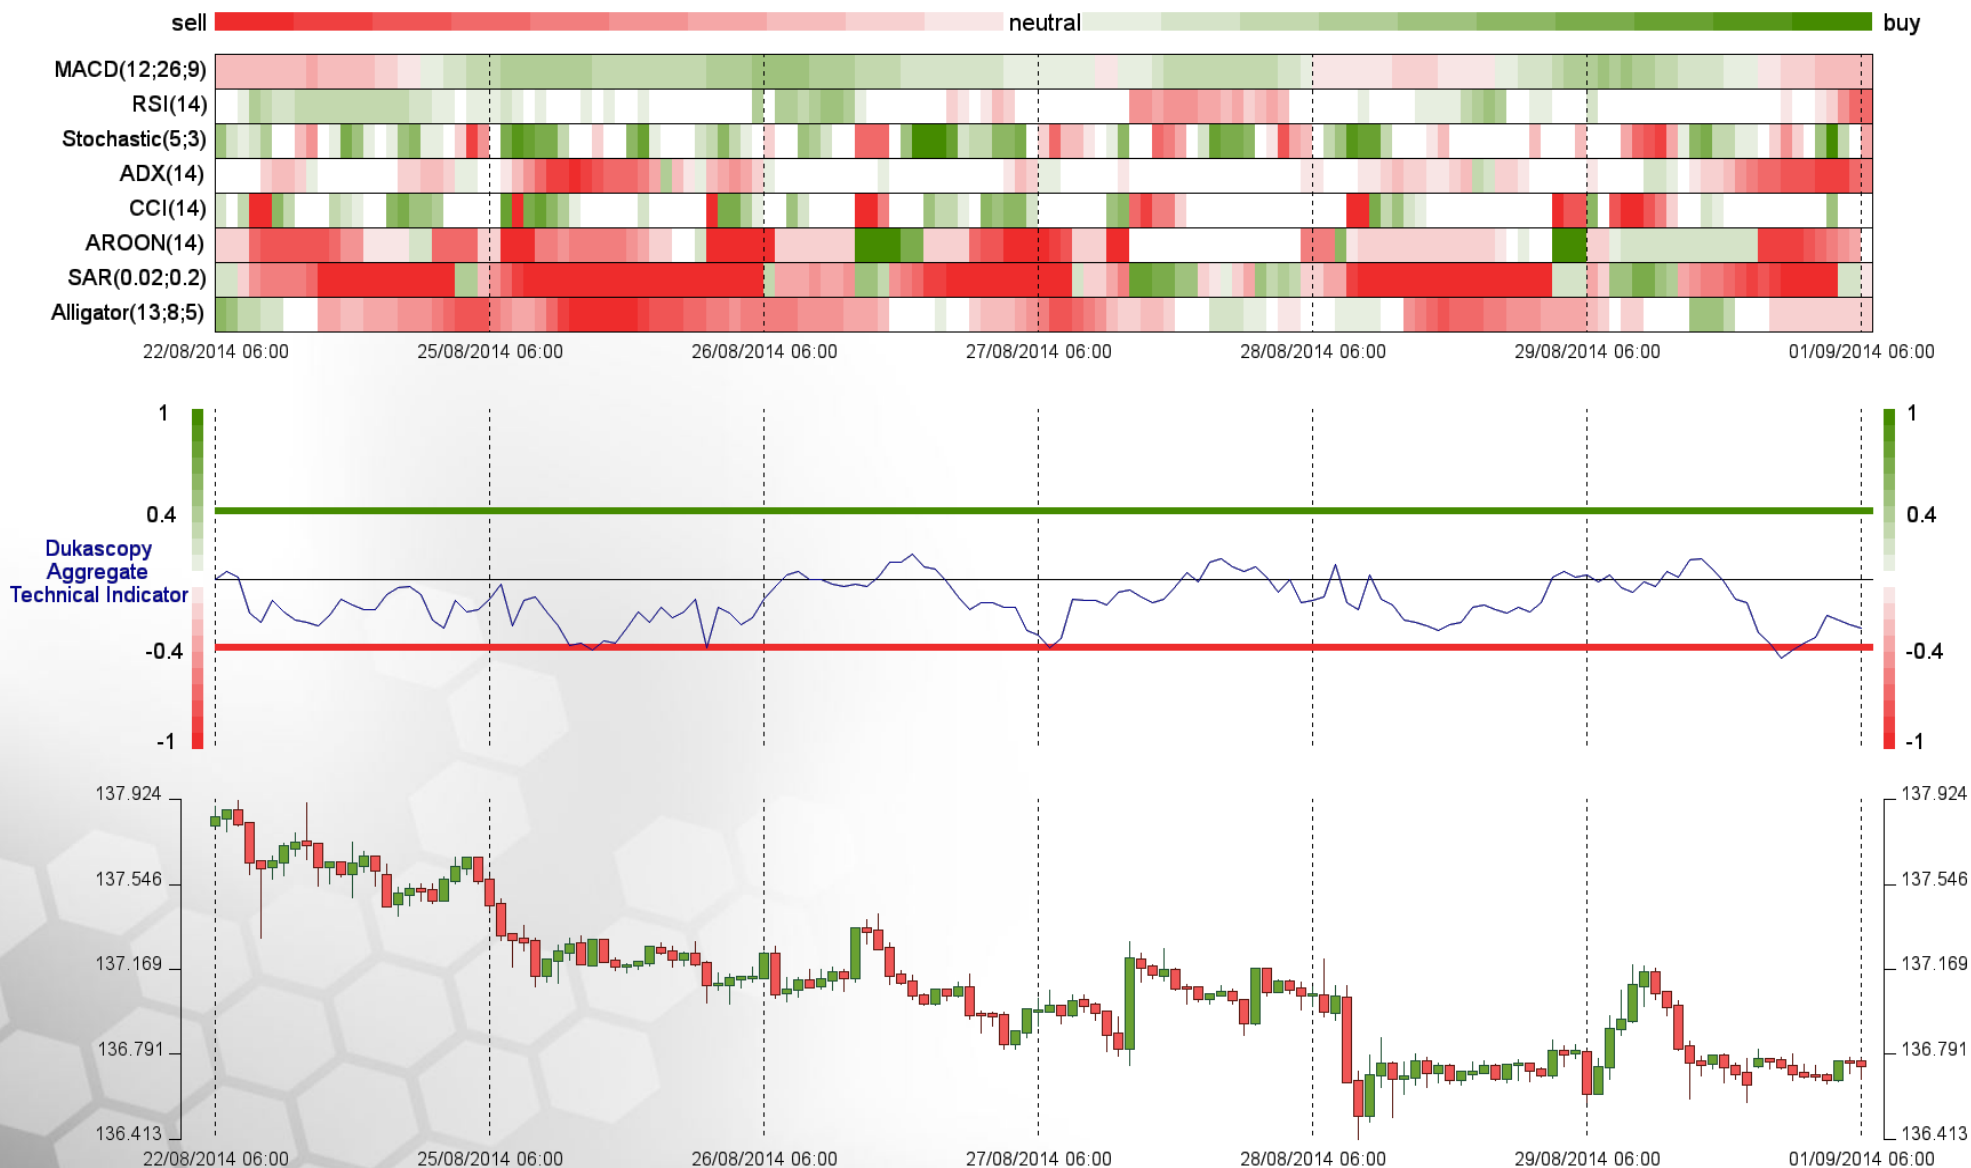 sell neutral buy
MACD(12;26;9)
RSI(14)
Stochastic(5;3)
ADX(14)
CCI(14)
AROON(14)
SAR(0.02;0.2)
Alligator(13;8;5)
22/08/2014 06:00 25/08/2014 06:00 26/08/2014 06:00 27/08/2014 06:00 28/08/2014 06:00 29/08/2014 06:00 01/09/2014 06:00
1 1
0.4 0.4
Dukascopy
Aggregate
Technical Indicator
-0.4 -0.4
-1 -1
137.924 137.924
137.546 137.546
137.169 137.169
136.791 136.791
136.413 136.413
22/08/2014 06:00 25/08/2014 06:00 26/08/2014 06:00 27/08/2014 06:00 28/08/2014 06:00 29/08/2014 06:00 01/09/2014 06:00